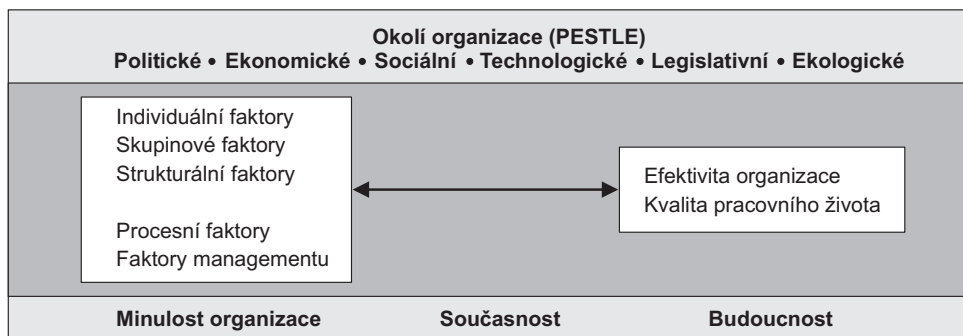 Okolí organizace (PESTLE)
Politické • Ekonomické • Sociální • Technologické • Legislativní • Ekologické
Individuální faktory
Skupinové faktory
Strukturální faktory
Procesní faktory
Faktory managementu
Efektivita organizace
Kvalita pracovního života
Minulost organizace Současnost Budoucnost